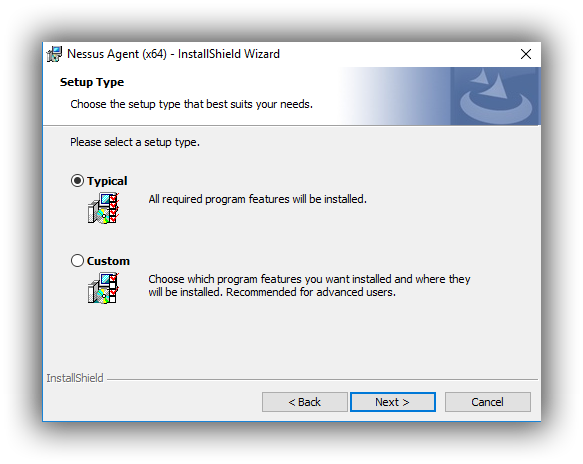 Nessus Agent (x64) - InstallShield Wizard
Setup Type
Choose the setup type that best suits your needs.
Please select a setup type.
Typical
All required program features will be installed.
Custom
Choose which program features you want installed and where they
will be installed. Recommended for advanced users.
InstallShield
< Back
Next >
Cancel